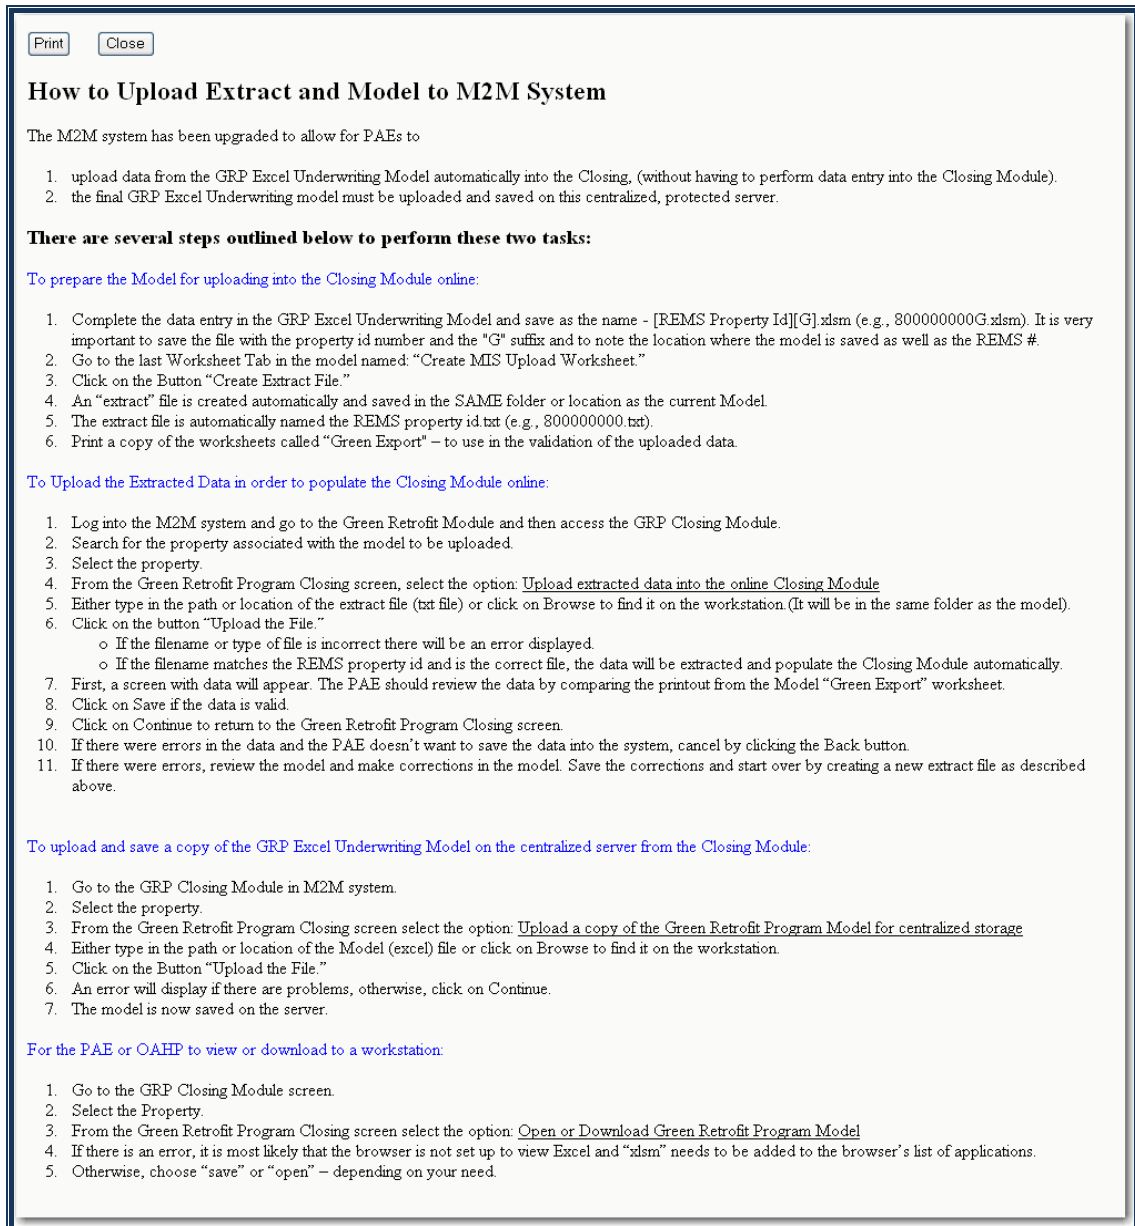 Print Close
How to Upload Extract and Model to M2M System
The M2M system has been upgraded to allow for PAEs to
1. upload data from the GRP Excel Underwriting Model automatically into the Closing, (without having to perform data entry into the Closing Module).
2. the final GRP Excel Underwriting model must be uploaded and saved on this centralized, protected server.
There are several steps outlined below to perform these two tasks:
To prepare the Model for uploading into the Closing Module online:
1. Complete the data entry in the GRP Excel Underwriting Model and save as the name - [REMS Property Id][G].xlsm (e.g., 800000000G.xlsm). It is very
important to save the file with the property id number and the "G" suffix and to note the location where the model is saved as well as the REMS #.
2. Go to the last Worksheet Tab in the model named: “Create MIS Upload Worksheet.”
3. Click on the Button “Create Extract File.”
4. An “extract” file is created automatically and saved in the SAME folder or location as the current Model.
5. The extract file is automatically named the REMS property id.txt (e.g., 800000000.txt).
6. Print a copy of the worksheets called “Green Export" – to use in the validation of the uploaded data.
To Upload the Extracted Data in order to populate the Closing Module online:
1. Log into the M2M system and go to the Green Retrofit Module and then access the GRP Closing Module.
2. Search for the property associated with the model to be uploaded.
3. Select the property.
4. From the Green Retrofit Program Closing screen, select the option: Upload extracted data into the online Closing Module
5. Either type in the path or location of the extract file (txt file) or click on Browse to find it on the workstation.(It will be in the same folder as the model).
6. Click on the button “Upload the File.”
o If the filename or type of file is incorrect there will be an error displayed.
o If the filename matches the REMS property id and is the correct file, the data will be extracted and populate the Closing Module automatically.
7. First, a screen with data will appear. The PAE should review the data by comparing the printout from the Model “Green Export” worksheet.
8. Click on Save if the data is valid.
9. Click on Continue to return to the Green Retrofit Program Closing screen.
10. If there were errors in the data and the PAE doesn’t want to save the data into the system, cancel by clicking the Back button.
11. If there were errors, review the model and make corrections in the model. Save the corrections and start over by creating a new extract file as described
above.
To upload and save a copy of the GRP Excel Underwriting Model on the centralized server from the Closing Module:
1. Go to the GRP Closing Module in M2M system.
2. Select the property.
3. From the Green Retrofit Program Closing screen select the option: Upload a copy of the Green Retrofit Program Model for centralized storage
4. Either type in the path or location of the Model (excel) file or click on Browse to find it on the workstation.
5. Click on the Button “Upload the File.”
6. An error will display if there are problems, otherwise, click on Continue.
7. The model is now saved on the server.
For the PAE or OAHP to view or download to a workstation:
1. Go to the GRP Closing Module screen.
2. Select the Property.
3. From the Green Retrofit Program Closing screen select the option: Open or Download Green Retrofit Program Model
4. If there is an error, it is most likely that the browser is not set up to view Excel and “xlsm” needs to be added to the browser’s list of applications.
5. Otherwise, choose “save” or “open” – depending on your need.